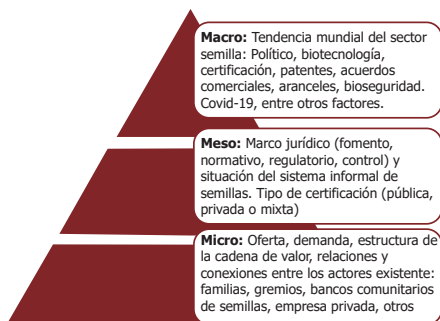 Macro: Tendencia mundial del sector
semilla: Político, biotecnología,
certificación, patentes, acuerdos
comerciales, aranceles, bioseguridad.
Covid-19, entre otros factores.
Meso: Marco jurídico (fomento,
normativo, regulatorio, control) y
situación del sistema informal de
semillas. Tipo de certificación (pública,
privada o mixta)
Micro: Oferta, demanda, estructura de
la cadena de valor, relaciones y
conexiones entre los actores existente:
familias, gremios, bancos comunitarios
de semillas, empresa privada, otros